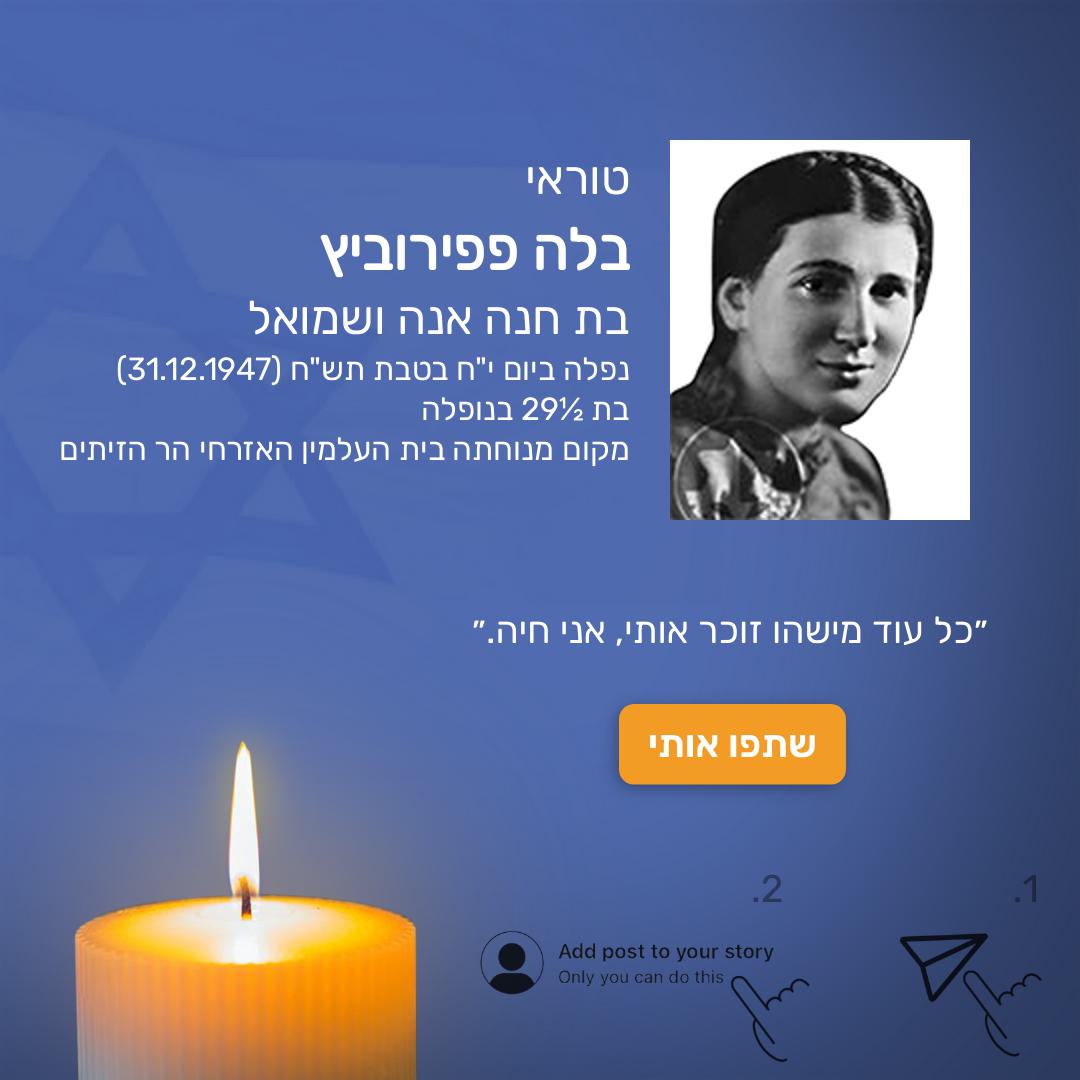 טוראי
בלה פפירוביץ
בת חנה אנה ושמואל
נפלה ביום י"ח בטבת תש"ח (31.12.1947)
בת 29½ בנופלה
מקום מנוחתה בית העלמין האזרחי הר הזיתים
״כל עוד מישהו זוכר אותי, אני חיה.״
שתפו אותי
1.
2.
Add post to your story
Only you can do this